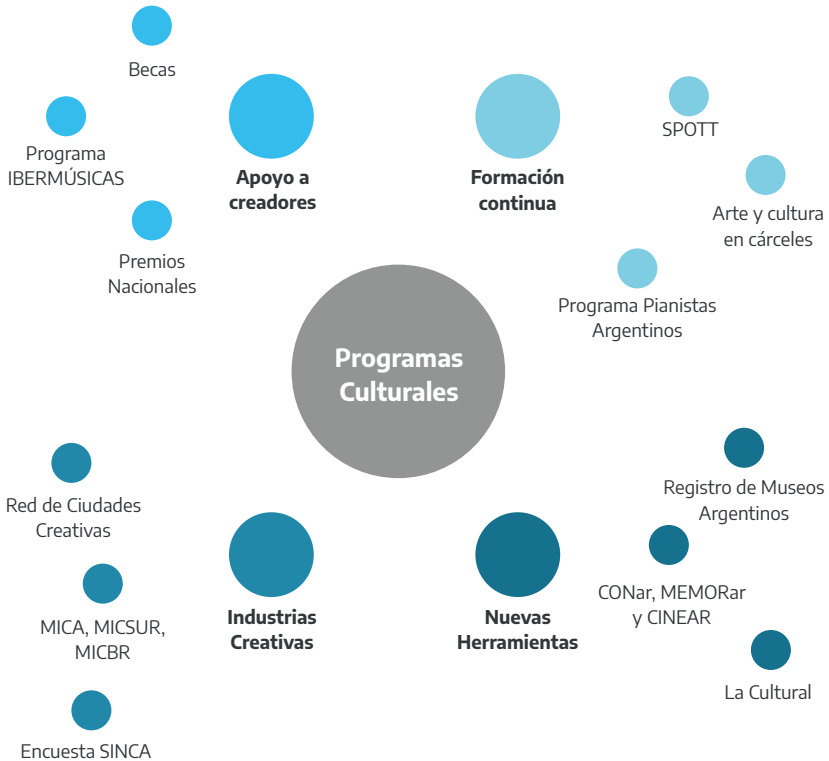 Becas
Programa
IBERMÚSICAS
Premios
Nacionales
Apoyo a
creadores
Formación
continua
SPOTT
Arte y cultura
en cárceles
Programa Pianistas
Argentinos
Programas
Culturales
Red de Ciudades
Creativas
MICA, MICSUR,
MICBR
Encuesta SINCA
Industrias
Creativas
Nuevas
Herramientas
Registro de Museos
Argentinos
CONar, MEMORar
y CINEAR
La Cultural